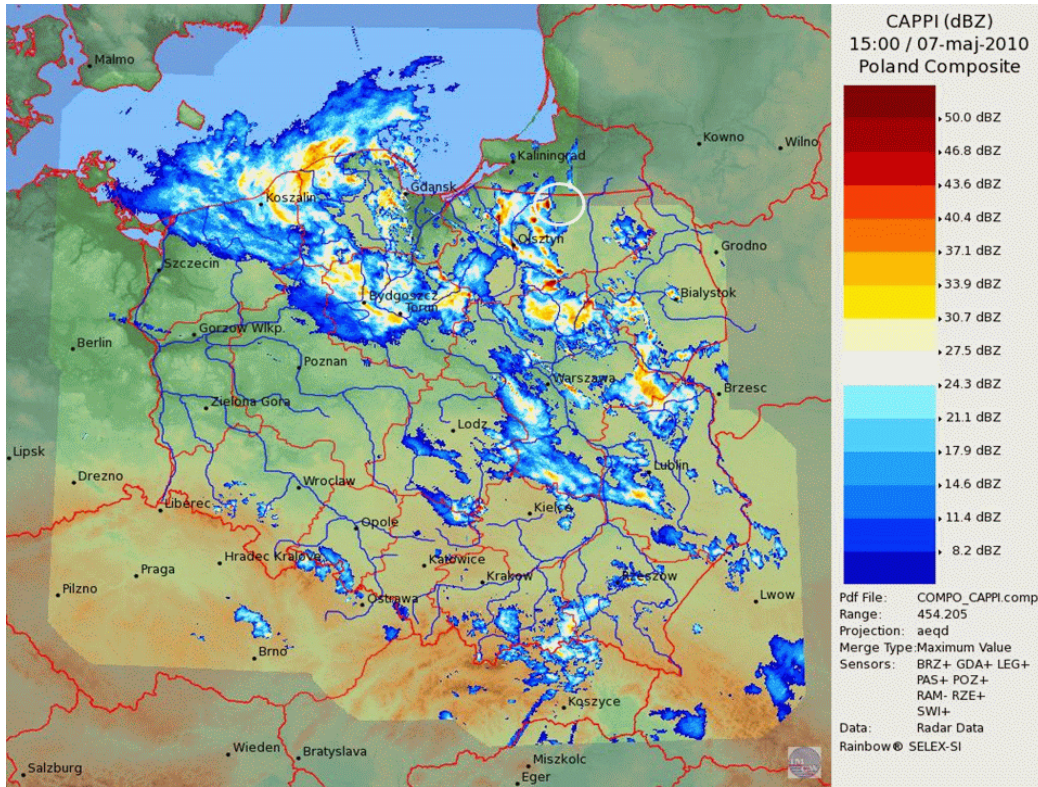 CAPPI (dBZ)
15:00 / 07-maj-2010
Poland Composite
50.0 dBZ
46.8 dBZ
43.6 dBZ
40.4 dBZ
37.1 dBZ
33.9 dBZ
30.7 dBZ
27.5 dBZ
24.3 dBZ
21.1 dBZ
17.9 dBZ
14.6 dBZ
11.4 dBZ
8.2 dBZ
Pdf File: COMPO_CAPPI.comp
Range: 454.205
Projection: aeqd
Merge Type:Maximum Value
Sensors: BRZ+ GDA+ LEG+
PAS+ POZ+
RAM- RZE+
SWI+
Data: Radar Data
Rainbow® SELEX-SI
Malmo
Kowno
Wilno
Kaliningrad
Gdansk
Koszalin
Olsztyn
Grodno
Szczecin
Bialystok
Bydgoszcz
Torun
Gorzow Wlkp.
Berlin
Poznan
Warszawa
Brzesc
Zielona Gora
Lodz
Lipsk
Lublin
Drezno
Wroclaw
Liberec
Kielce
Opole
Hradec Kralove
Katowice
Praga
Krakow
Rzeszow
Pilzno
Ostrawa
Lwow
Brno
Koszyce
Wieden
Bratyslava
Miszkolc
Salzburg
Eger